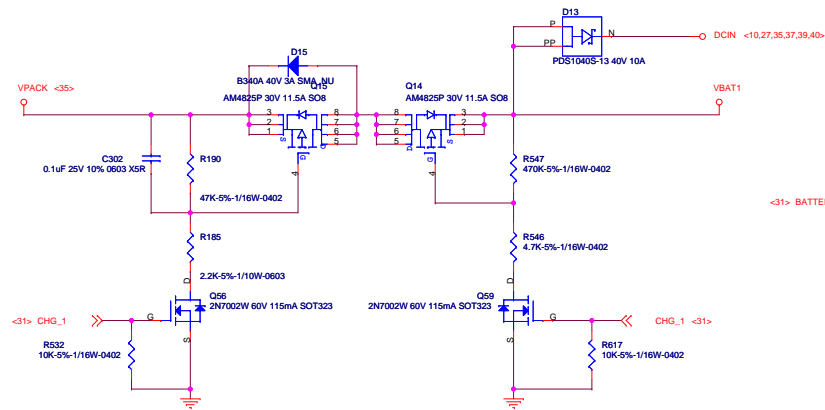 D13
P
N
DCIN <10,27,35,37,39,40>
PP
PDS1040S-13 40V 10A
D15
B340A 40V 3A SMA_NU
Q15
AM4825P 30V 11.5A SO8
Q14
AM4825P 30V 11.5A SO8
VPACK <35>
VBAT1
3
2
1
8
7
6
5
S
G
D
4
8
7
6
5
3
2
1
D
G
S
4
C302
0.1uF 25V 10% 0603 X5R
R190
47K-5%-1/16W-0402
R547
470K-5%-1/16W-0402
<31> BATTE
R185
2.2K-5%-1/10W-0603
R546
4.7K-5%-1/16W-0402
D
Q56
2N7002W 60V 115mA SOT323
G
S
D
Q59
2N7002W 60V 115mA SOT323
G
S
<31> CHG_1
CHG_1 <31>
R532
10K-5%-1/16W-0402
R617
10K-5%-1/16W-0402